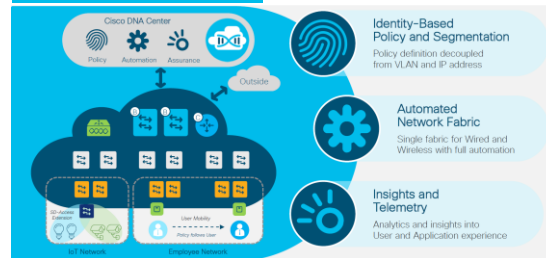 Cisco DNA Center
Policy
Automation
Assurance
Outside
B
B
C
SD-Access
Extension
User Mobility
Policy follows User
IoT Network
Employee Network
Identity-Based
Policy and Segmentation
Policy definition decoupled
from VLAN and IP address
Automated
Network Fabric
Single fabric for Wired and
Wireless with full automation
Insights and
Telemetry
Analytics and insights into
User and Application experience